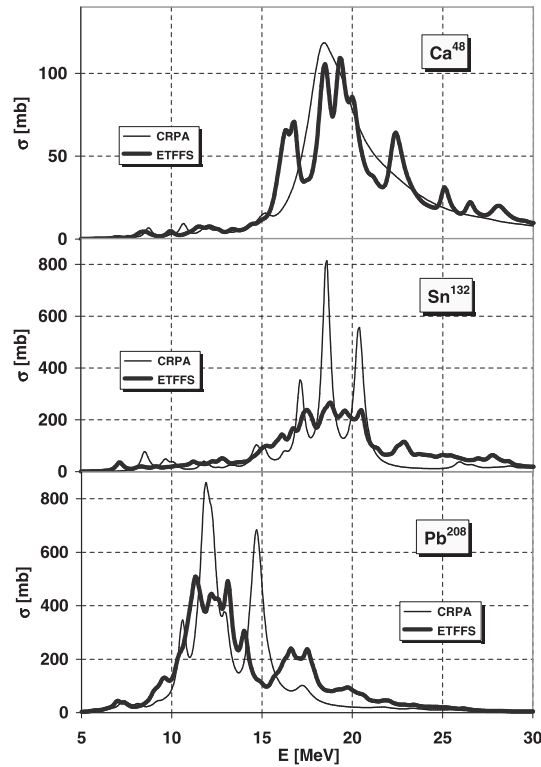 Ca48
100
50
0
σ [mb]
CRPA
ETFFS
Sn132
800
600
400
200
0
σ [mb]
CRPA
ETFFS
Pb208
800
600
400
200
0
σ [mb]
CRPA
ETFFS
5 10 15 20 25 30
E [MeV]